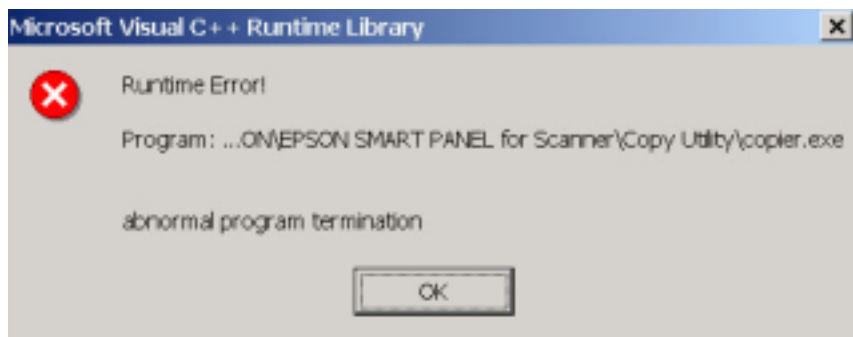 Microsoft Visual C++ Runtime Library
Runtime Error!
Program: ...ON\EPSON SMART PANEL for Scanner\Copy Utility\copier.exe
abnormal program termination
OK